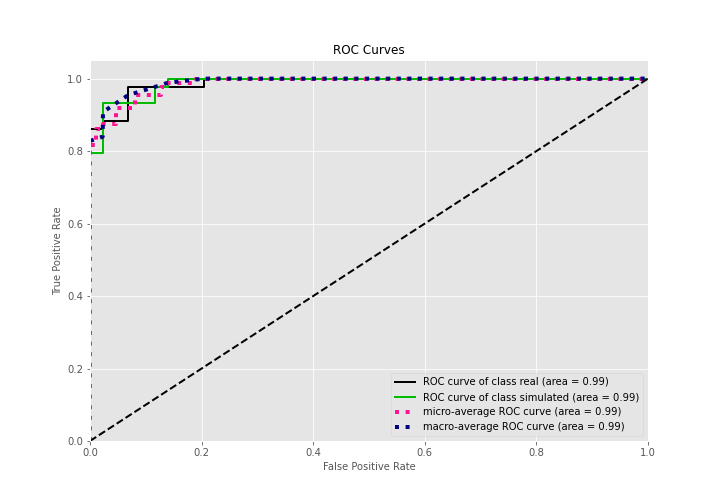 ROC Curves
True Positive Rate
1.0
0.8
0.6
0.4
0.2
0.0
0.0 0.2 0.4 0.6 0.8 1.0
False Positive Rate
ROC curve of class real (area = 0.99)
ROC curve of class simulated (area = 0.99)
micro-average ROC curve (area = 0.99)
macro-average ROC curve (area = 0.99)